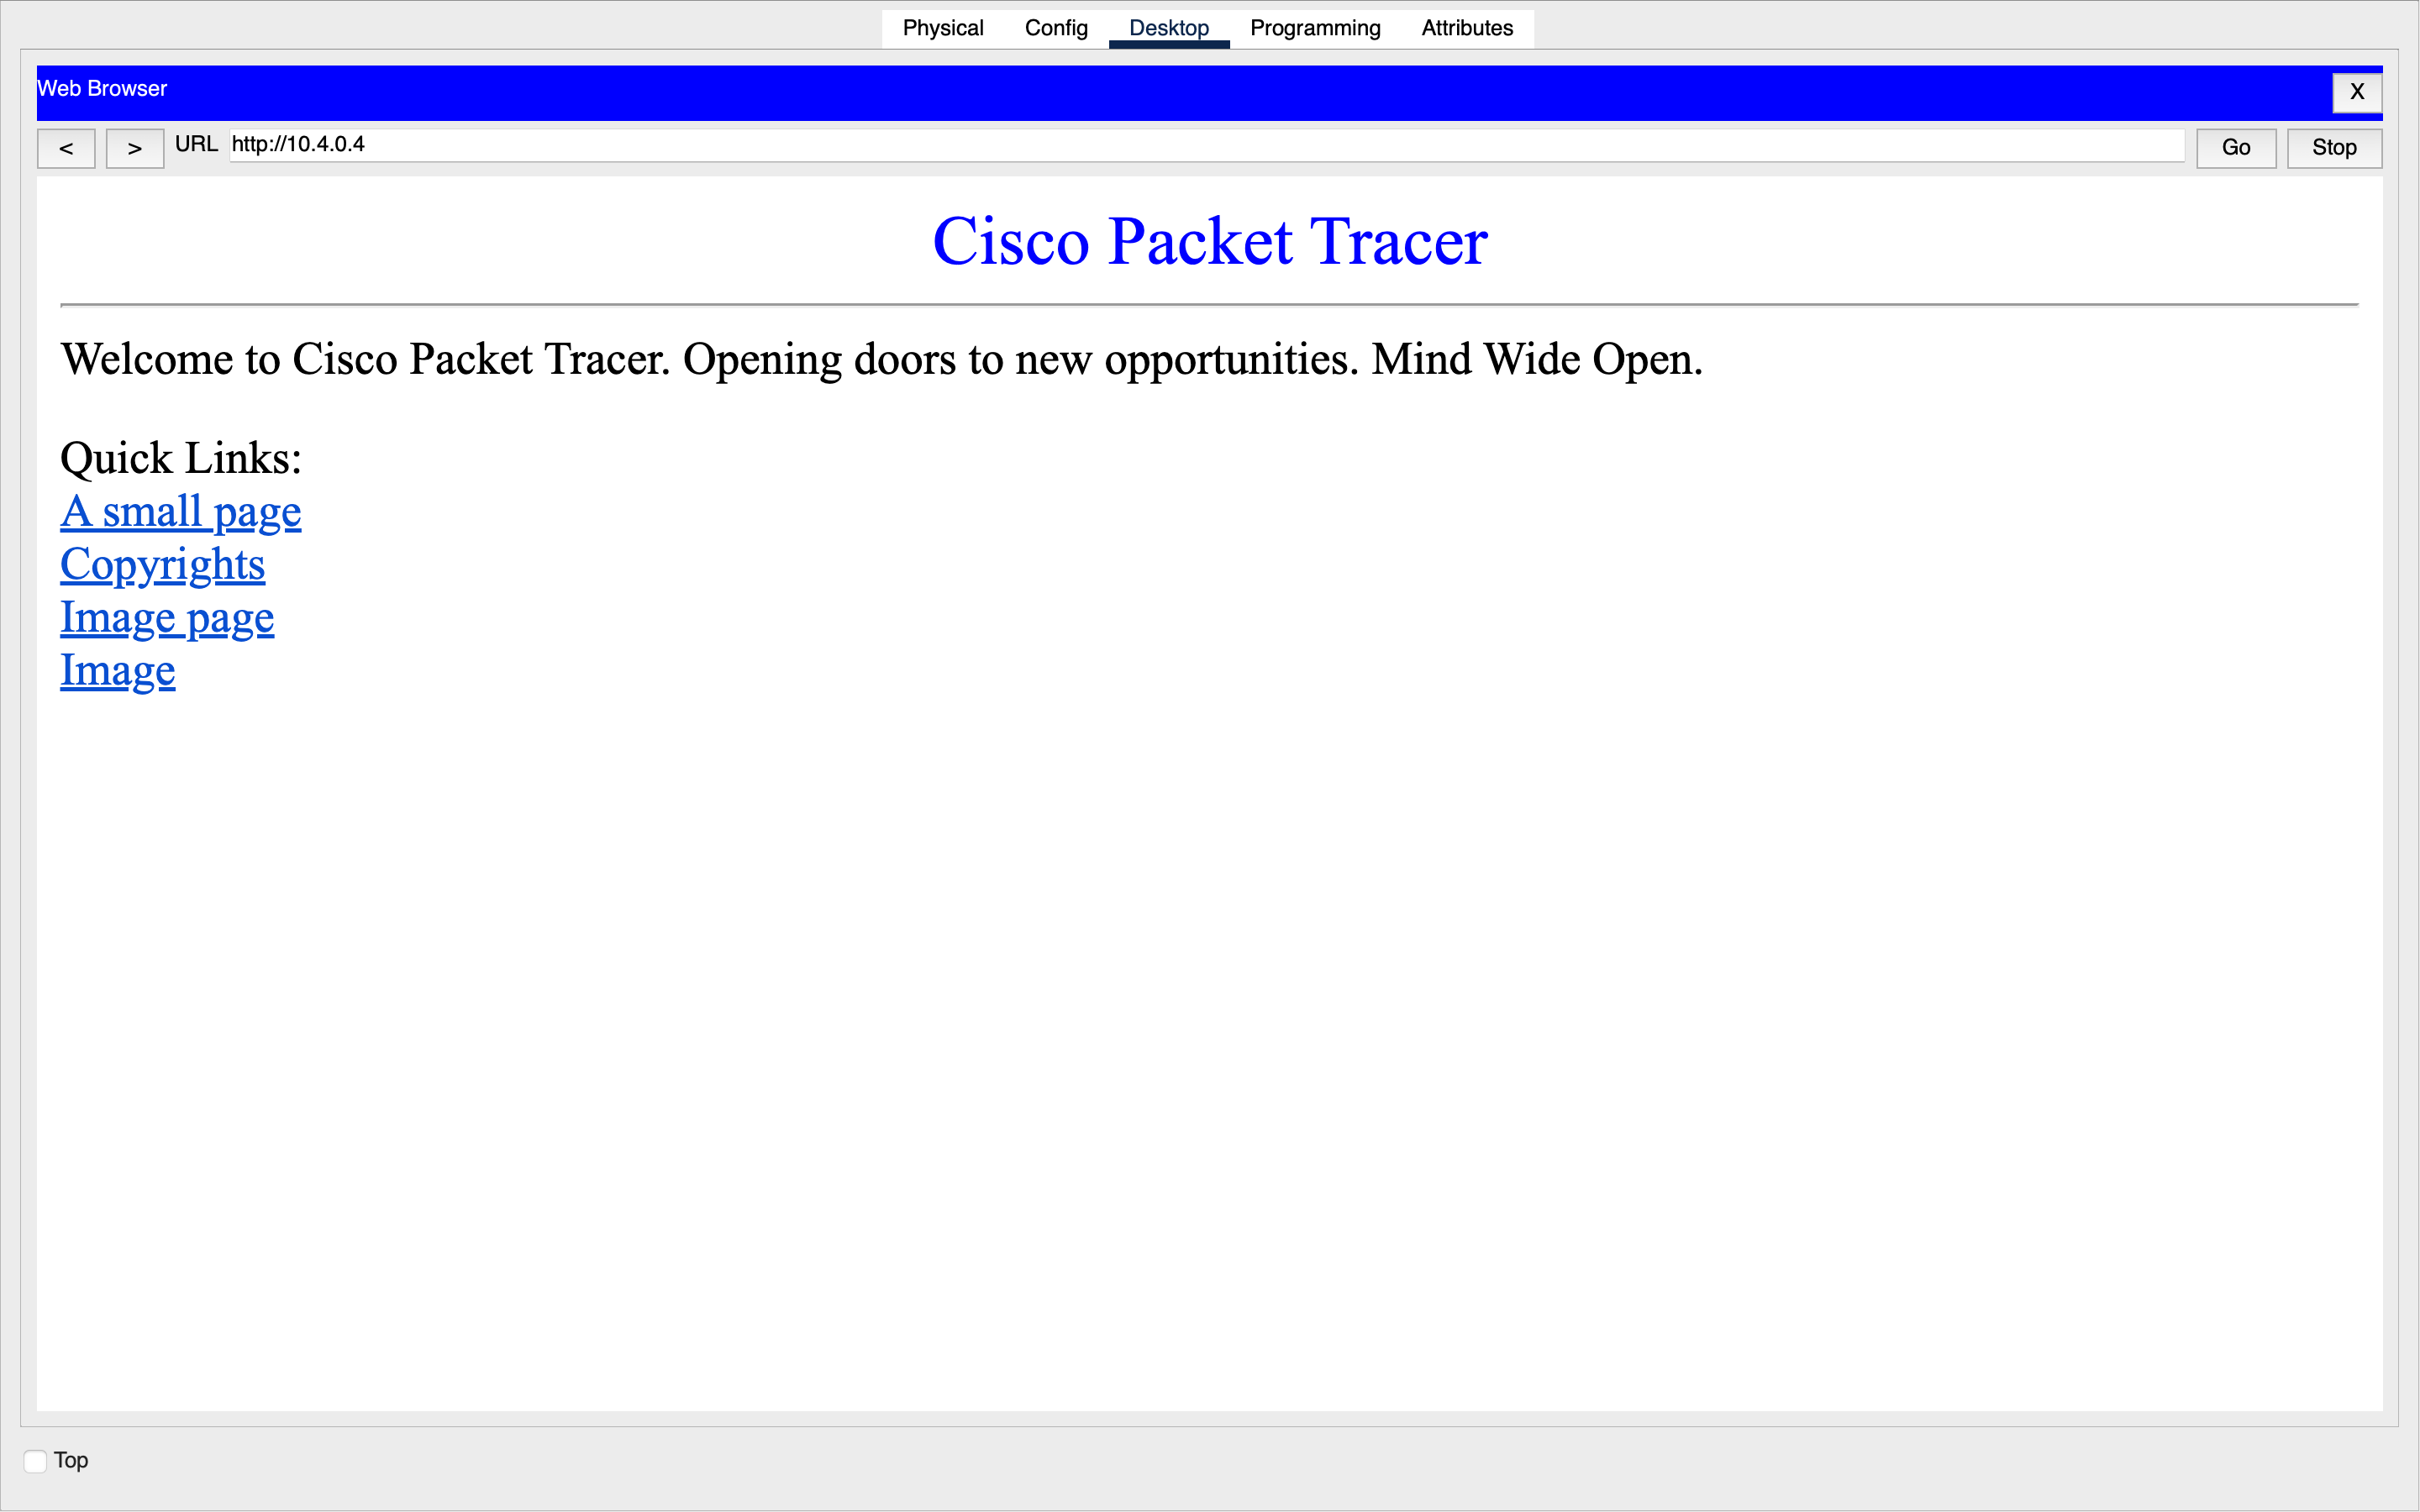 Physical Config Desktop Programming Attributes
Web Browser
X
< > URL http://10.4.0.4 Go Stop
Cisco Packet Tracer
Welcome to Cisco Packet Tracer. Opening doors to new opportunities. Mind Wide Open.
Quick Links:
A small page
Copyrights
Image page
Image
Top